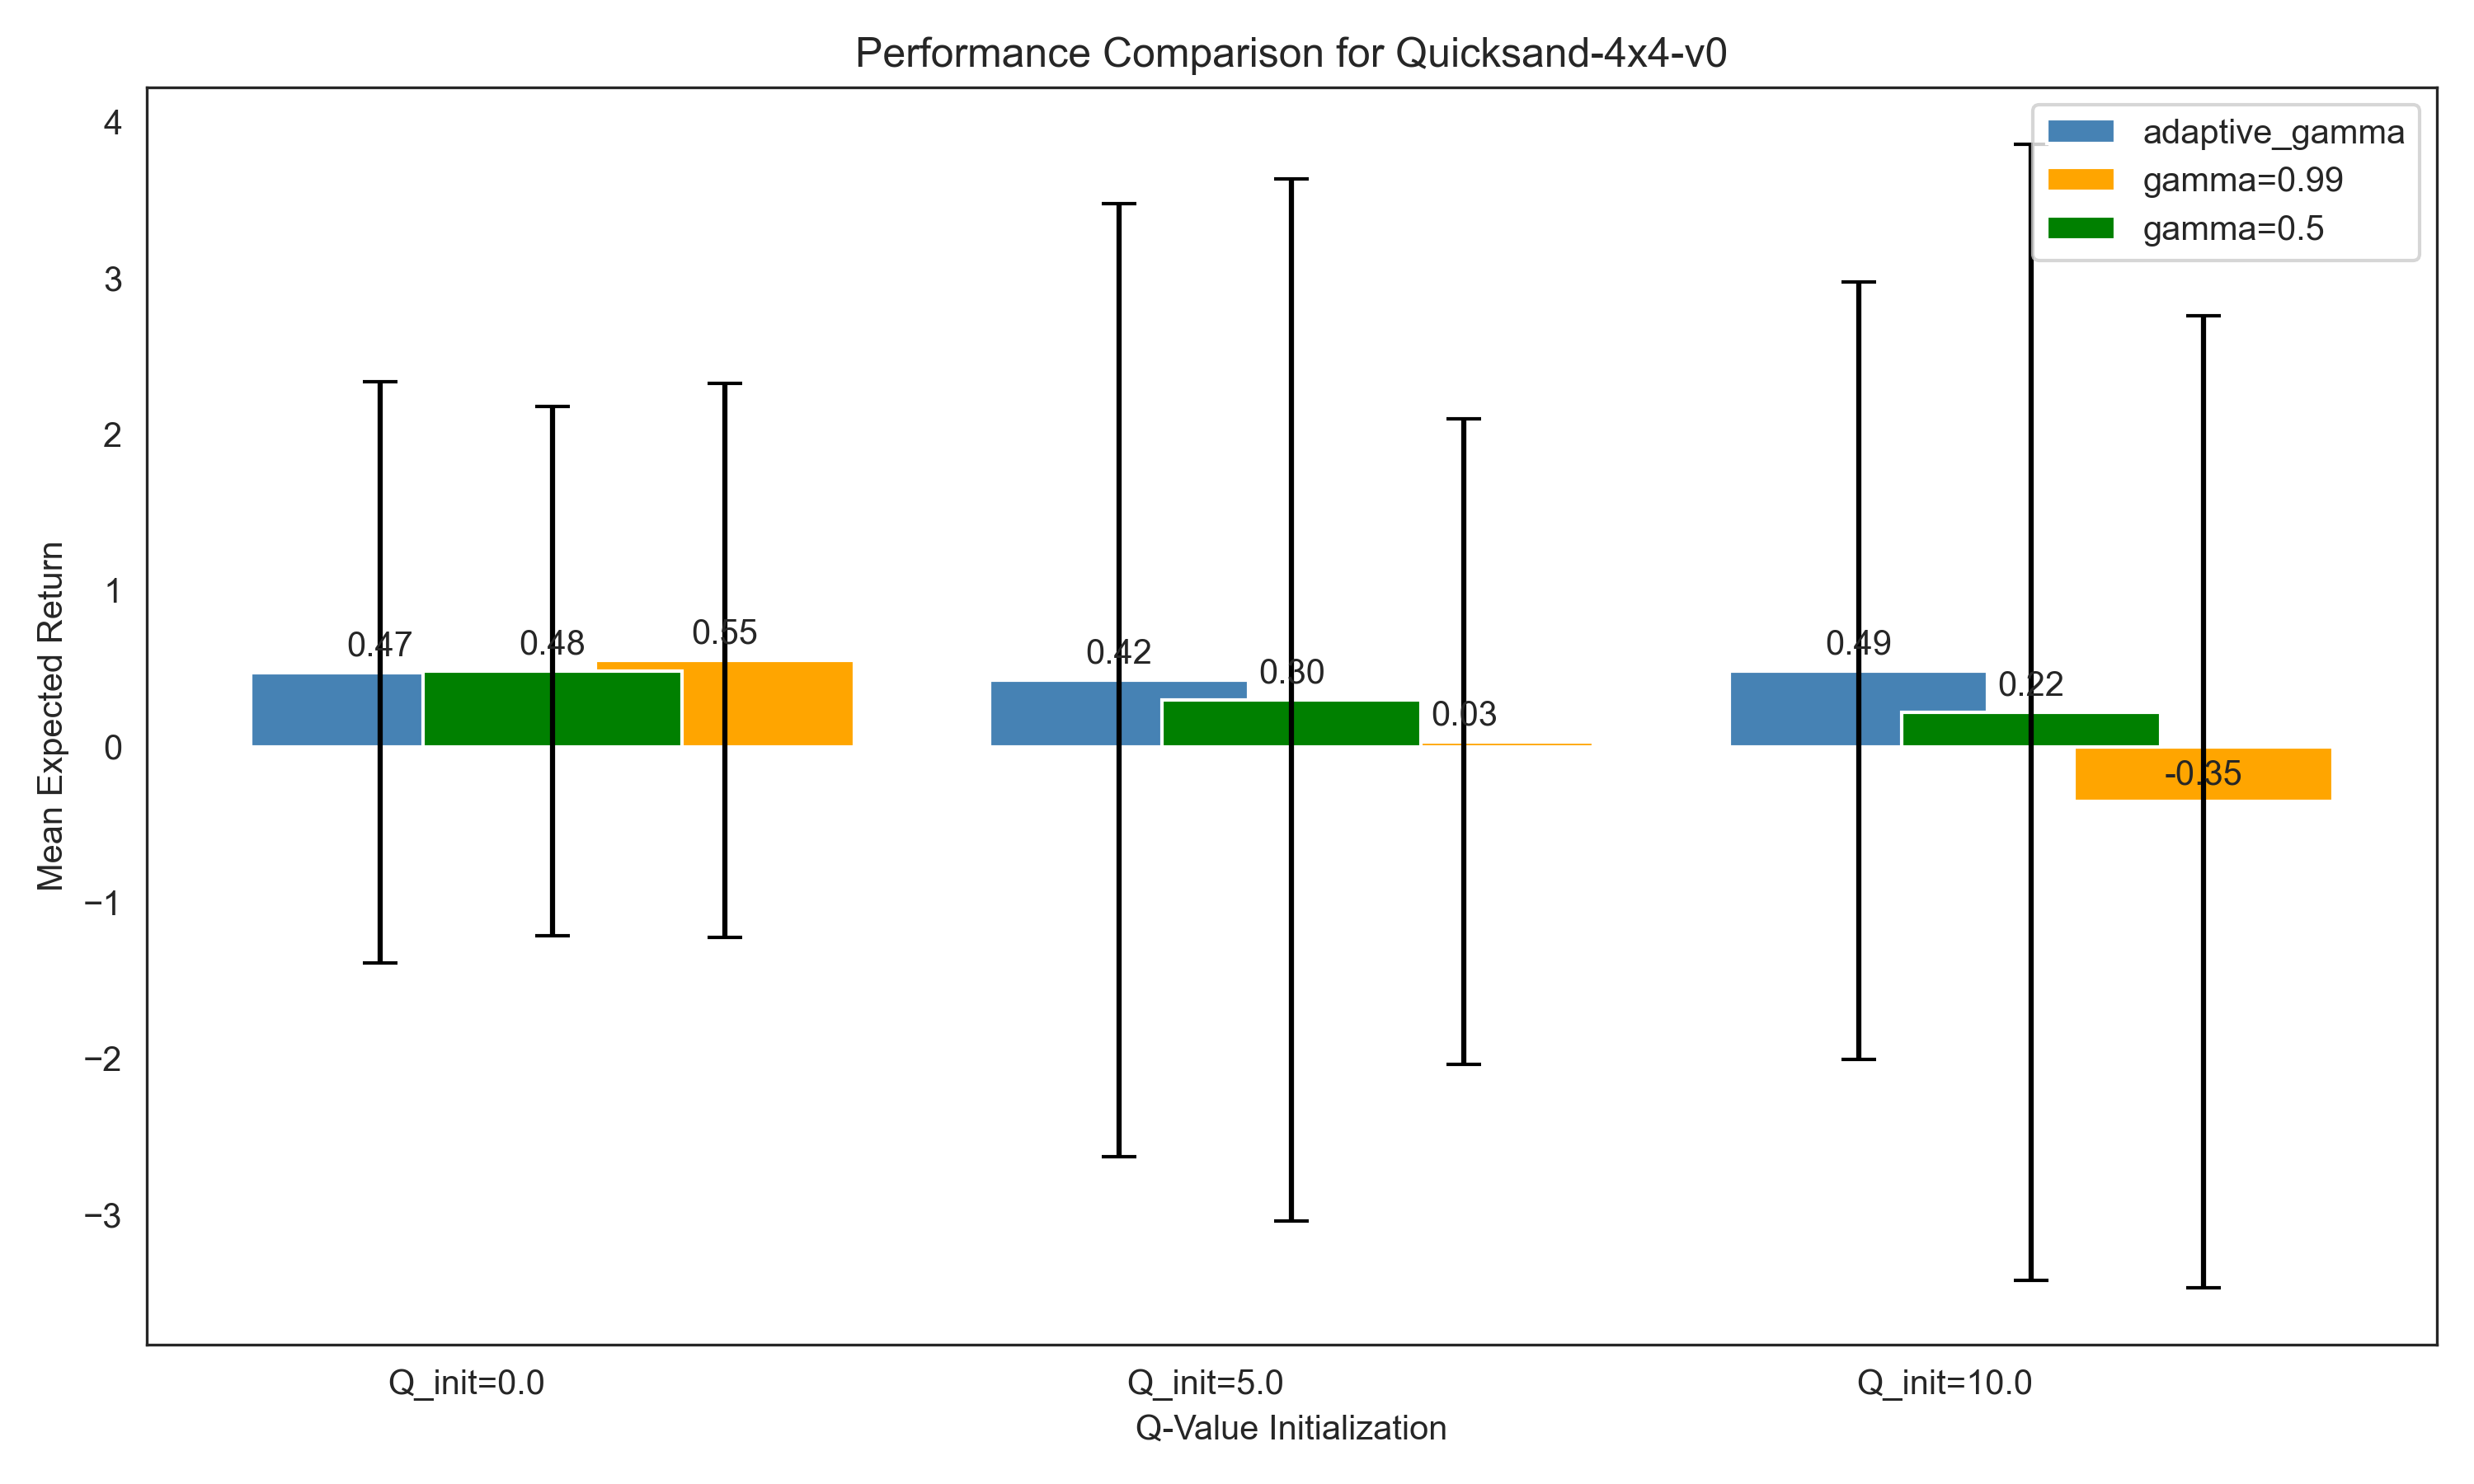 Performance Comparison for Quicksand-4x4-v0
adaptive_gamma
gamma=0.99
gamma=0.5
4
3
2
1
0
−1
−2
−3
Mean Expected Return
0.47
0.48
0.55
0.42
0.30
0.03
0.49
0.22
-0.35
Q_init=0.0
Q_init=5.0
Q_init=10.0
Q-Value Initialization